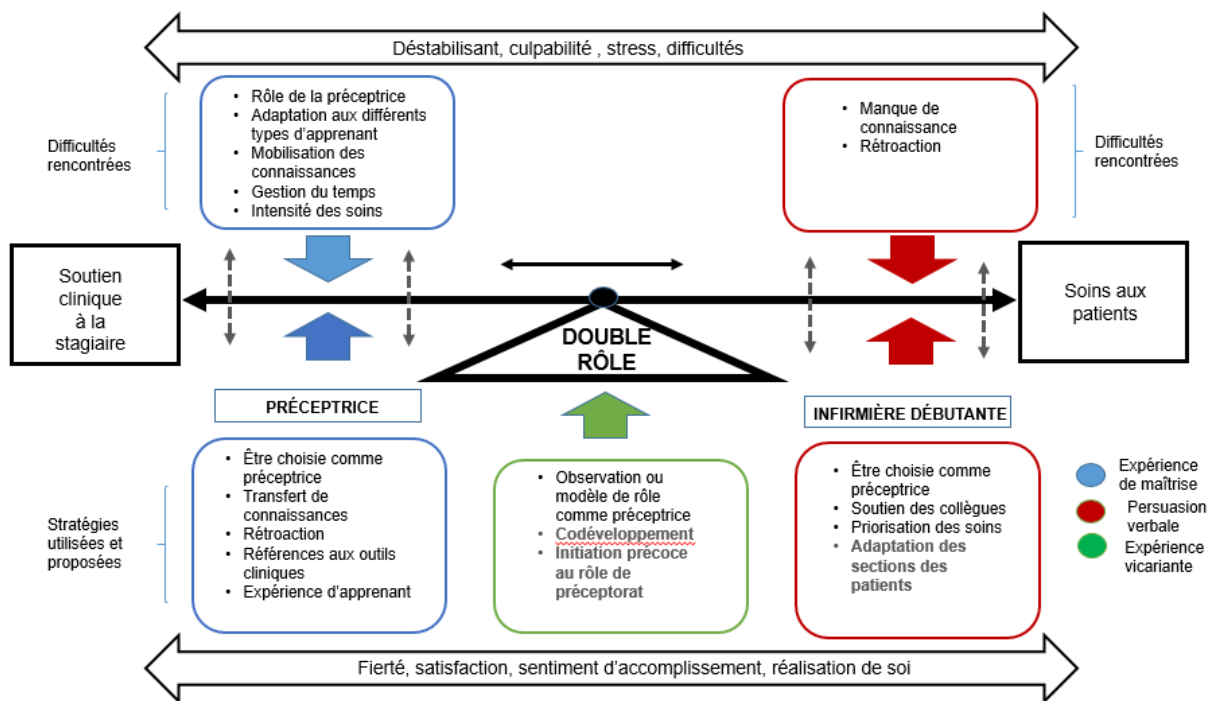 Déstabilisant, culpabilité , stress, difficultés
Difficultés
rencontrées
• Rôle de la préceptrice
• Adaptation aux différents
types d'apprenant
• Mobilisation des
connaissances
• Gestion du temps
• Intensité des soins
• Manque de
connaissance
• Rétroaction
Difficultés
rencontrées
Soutien
clinique
à la
stagiaire
DOUBLE
RÔLE
Soins aux
patients
PRÉCEPTRICE
INFIRMIÈRE DÉBUTANTE
Stratégies
utilisées et
proposées
• Être choisie comme
préceptrice
• Transfert de
connaissances
• Rétroaction
• Références aux outils
cliniques
• Expérience d'apprenant
• Observation ou
modèle de rôle
comme préceptrice
• Codéveloppement
• Initiation précoce
au rôle de
préceptorat
• Être choisie comme
préceptrice
• Soutien des collègues
• Priorisation des soins
• Adaptation des
sections des
patients
Expérience
de maîtrise
Persuasion
verbale
Expérience
vicariante
Fierté, satisfaction, sentiment d'accomplissement, réalisation de soi